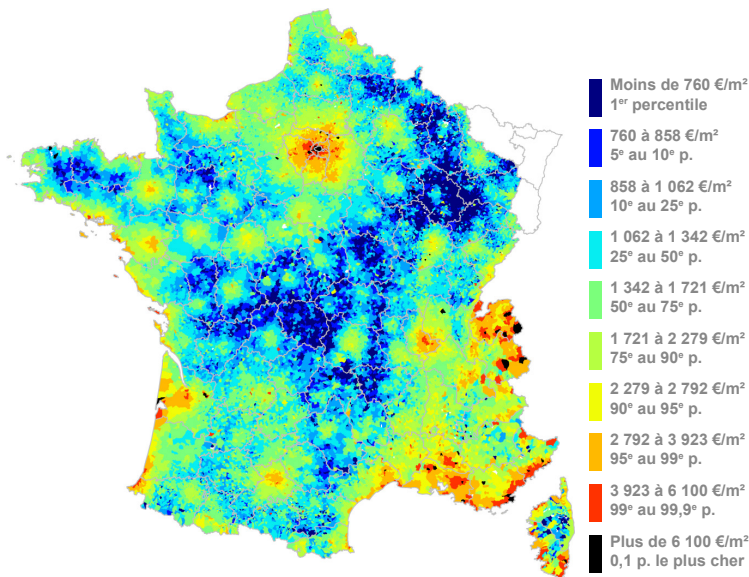 Moins de 760 €/m²
1er percentile
760 à 858 €/m²
5e au 10e p.
858 à 1 062 €/m²
10e au 25e p.
1 062 à 1 342 €/m²
25e au 50e p.
1 342 à 1 721 €/m²
50e au 75e p.
1 721 à 2 279 €/m²
75e au 90e p.
2 279 à 2 792 €/m²
90e au 95e p.
2 792 à 3 923 €/m²
95e au 99e p.
3 923 à 6 100 €/m²
99e au 99,9e p.
Plus de 6 100 €/m²
0,1 p. le plus cher